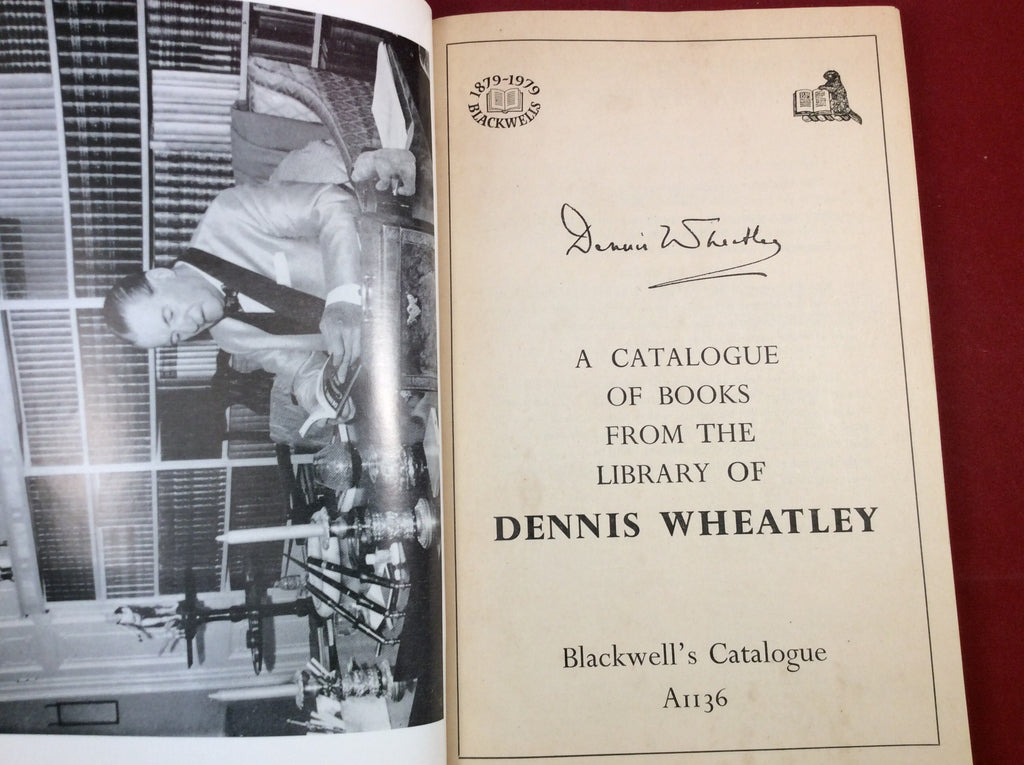 1879-1979
BLACKWELLS
Dennis Wheatley
A CATALOGUE
OF BOOKS
FROM THE
LIBRARY OF
DENNIS WHEATLEY
Blackwell's Catalogue
A1136